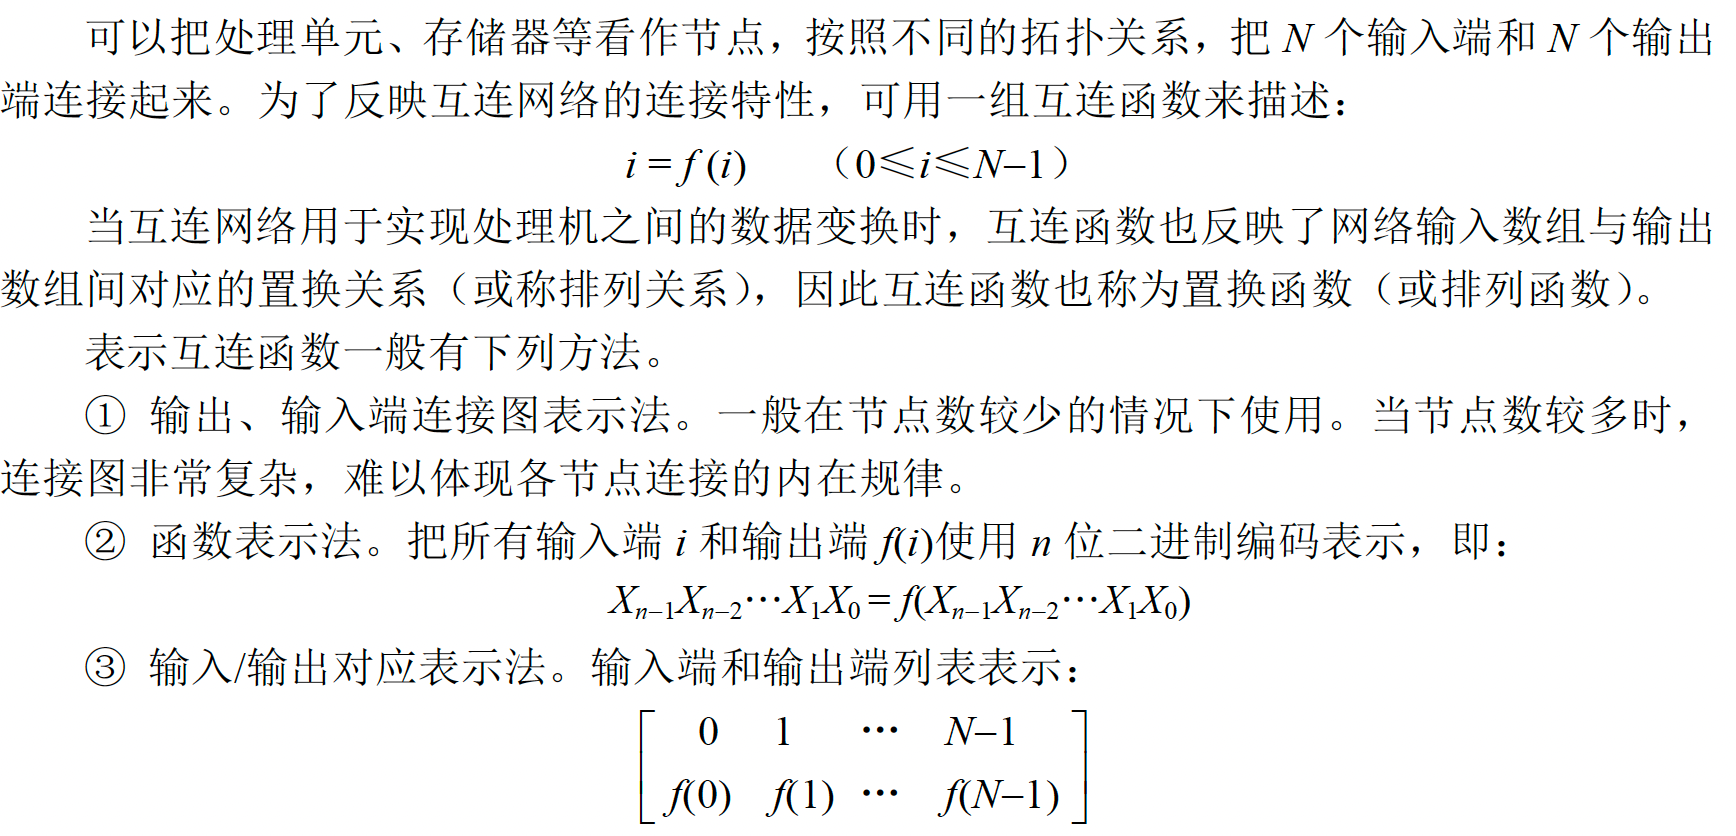 可以把处理单元、存储器等看作节点，按照不同的拓扑关系，把 N 个输入端和 N 个输出
端连接起来。为了反映互连网络的连接特性，可用一组互连函数来描述：
i = f (i) （0≤i≤N−1）
当互连网络用于实现处理机之间的数据变换时，互连函数也反映了网络输入数组与输出
数组间对应的置换关系（或称排列关系），因此互连函数也称为置换函数（或排列函数）。
表示互连函数一般有下列方法。
① 输出、输入端连接图表示法。一般在节点数较少的情况下使用。当节点数较多时，
连接图非常复杂，难以体现各节点连接的内在规律。
② 函数表示法。把所有输入端 i 和输出端 f(i)使用 n 位二进制编码表示，即：
Xₙ₋₁Xₙ₋₂⋯X₁X₀ = f(Xₙ₋₁Xₙ₋₂⋯X₁X₀)
③ 输入/输出对应表示法。输入端和输出端列表表示：
0 1 ⋯ N−1
f(0) f(1) ⋯ f(N−1)